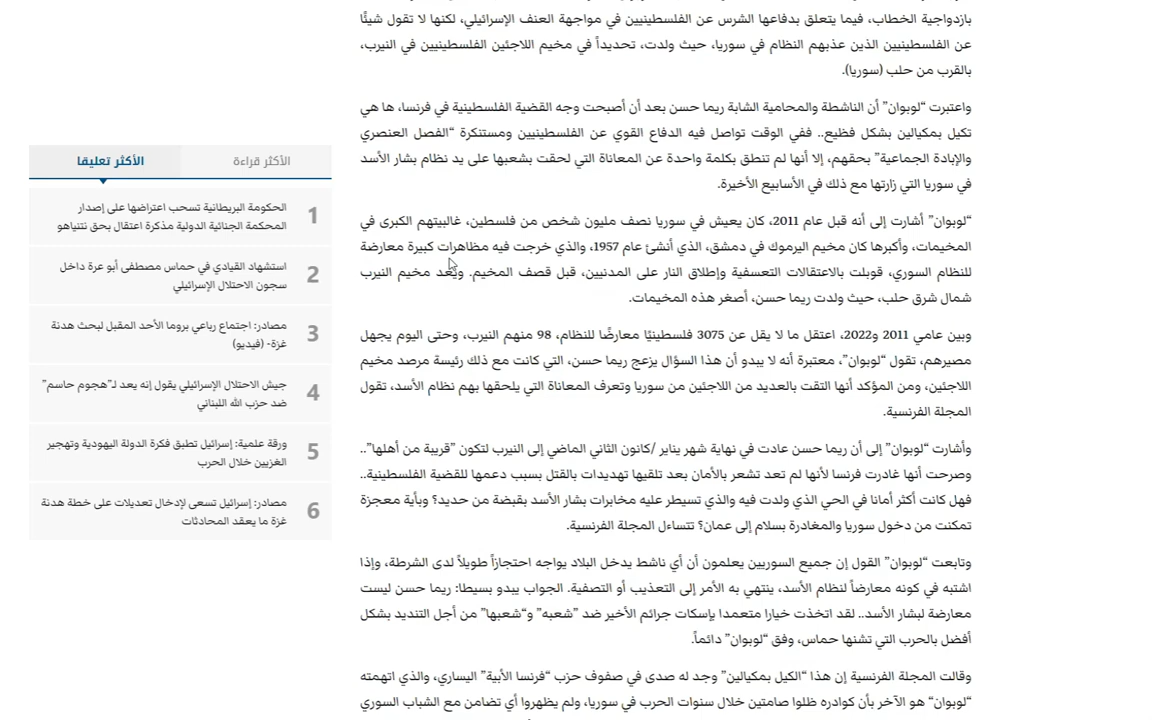 بازدواجية الخطاب، فيما يتعلق بدفاعها الشرس عن الفلسطينيين في مواجهة العنف الإسرائيلي، لكنها لا تقول شيئًا
عن الفلسطينيين الذين عذبهم النظام في سوريا، حيث ولدت، تحديداً في مخيم اللاجئين الفلسطينيين في النيرب،
بالقرب من حلب (سوريا).
واعتبرت “لوبوان” أن الناشطة والمحامية الشابة ريما حسن بعد أن أصبحت وجه القضية الفلسطينية في فرنسا، ها هي
تكيل بمكيالين بشكل فظيع.. ففي الوقت تواصل فيه الدفاع القوي عن الفلسطينيين ومستنكرة “الفصل العنصري
والإبادة الجماعية” بحقهم، إلا أنها لم تنطق بكلمة واحدة عن المعاناة التي لحقت بشعبها على يد نظام بشار الأسد
في سوريا التي زارتها مع ذلك في الأسابيع الأخيرة.
“لوبوان” أشارت إلى أنه قبل عام 2011، كان يعيش في سوريا نصف مليون شخص من فلسطين، غالبيتهم الكبرى في
المخيمات، وأكبرها كان مخيم اليرموك في دمشق، الذي أنشئ عام 1957، والذي خرجت فيه مظاهرات كبيرة معارضة
للنظام السوري، قوبلت بالاعتقالات التعسفية وإطلاق النار على المدنيين، قبل قصف المخيم. ويُعد مخيم النيرب
شمال شرق حلب، حيث ولدت ريما حسن، أصغر هذه المخيمات.
وبين عامي 2011 و2022، اعتقل ما لا يقل عن 3075 فلسطينيًا معارضًا للنظام، 98 منهم النيرب، وحتى اليوم يجهل
مصيرهم، تقول “لوبوان”، معتبرة أنه لا يبدو أن هذا السؤال يزعج ريما حسن، التي كانت مع ذلك رئيسة مرصد مخيم
اللاجئين، ومن المؤكد أنها التقت بالعديد من اللاجئين من سوريا وتعرف المعاناة التي يلحقها بهم نظام الأسد، تقول
المجلة الفرنسية.
وأشارت “لوبوان” إلى أن ريما حسن عادت في نهاية شهر يناير /كانون الثاني الماضي إلى النيرب لتكون “قريبة من أهلها”..
وصرحت أنها غادرت فرنسا لأنها لم تعد تشعر بالأمان بعد تلقيها تهديدات بالقتل بسبب دعمها للقضية الفلسطينية..
فهل كانت أكثر أمانا في الحي الذي ولدت فيه والذي تسيطر عليه مخابرات بشار الأسد بقبضة من حديد؟ وبأية معجزة
تمكنت من دخول سوريا والمغادرة بسلام إلى عمان؟ تتساءل المجلة الفرنسية.
وتابعت “لوبوان” القول إن جميع السوريين يعلمون أن أي ناشط يدخل البلاد يواجه احتجازاً طويلاً لدى الشرطة، وإذا
اشتبه في كونه معارضاً لنظام الأسد، ينتهي به الأمر إلى التعذيب أو التصفية. الجواب يبدو بسيطا: ريما حسن ليست
معارضة لبشار الأسد.. لقد اتخذت خيارا متعمدا بإسكات جرائم الأخير ضد “شعبه” و“شعبها” من أجل التنديد بشكل
أفضل بالحرب التي تشنها حماس، وفق “لوبوان” دائماً.
وقالت المجلة الفرنسية إن هذا “الكيل بمكيالين” وجد له صدى في صفوف حزب “فرنسا الأبية” اليساري، والذي اتهمته
“لوبوان” هو الآخر بأن كوادره ظلوا صامتين خلال سنوات الحرب في سوريا، ولم يظهروا أي تضامن مع الشباب السوري
الأكثر قراءة
الأكثر تعليقا
1
الحكومة البريطانية تسحب اعتراضها على إصدار
المحكمة الجنائية الدولية مذكرة اعتقال بحق نتنياهو
2
استشهاد القيادي في حماس مصطفى أبو عرة داخل
سجون الاحتلال الإسرائيلي
3
مصادر: اجتماع رباعي بروما الأحد المقبل لبحث هدنة
غزة- (فيديو)
4
جيش الاحتلال الإسرائيلي يقول إنه يعد لـ”هجوم حاسم”
ضد حزب الله اللبناني
5
ورقة علمية: إسرائيل تطبق فكرة الدولة اليهودية وتهجير
الغزيين خلال الحرب
6
مصادر: إسرائيل تسعى لإدخال تعديلات على خطة هدنة
غزة ما يعقد المحادثات